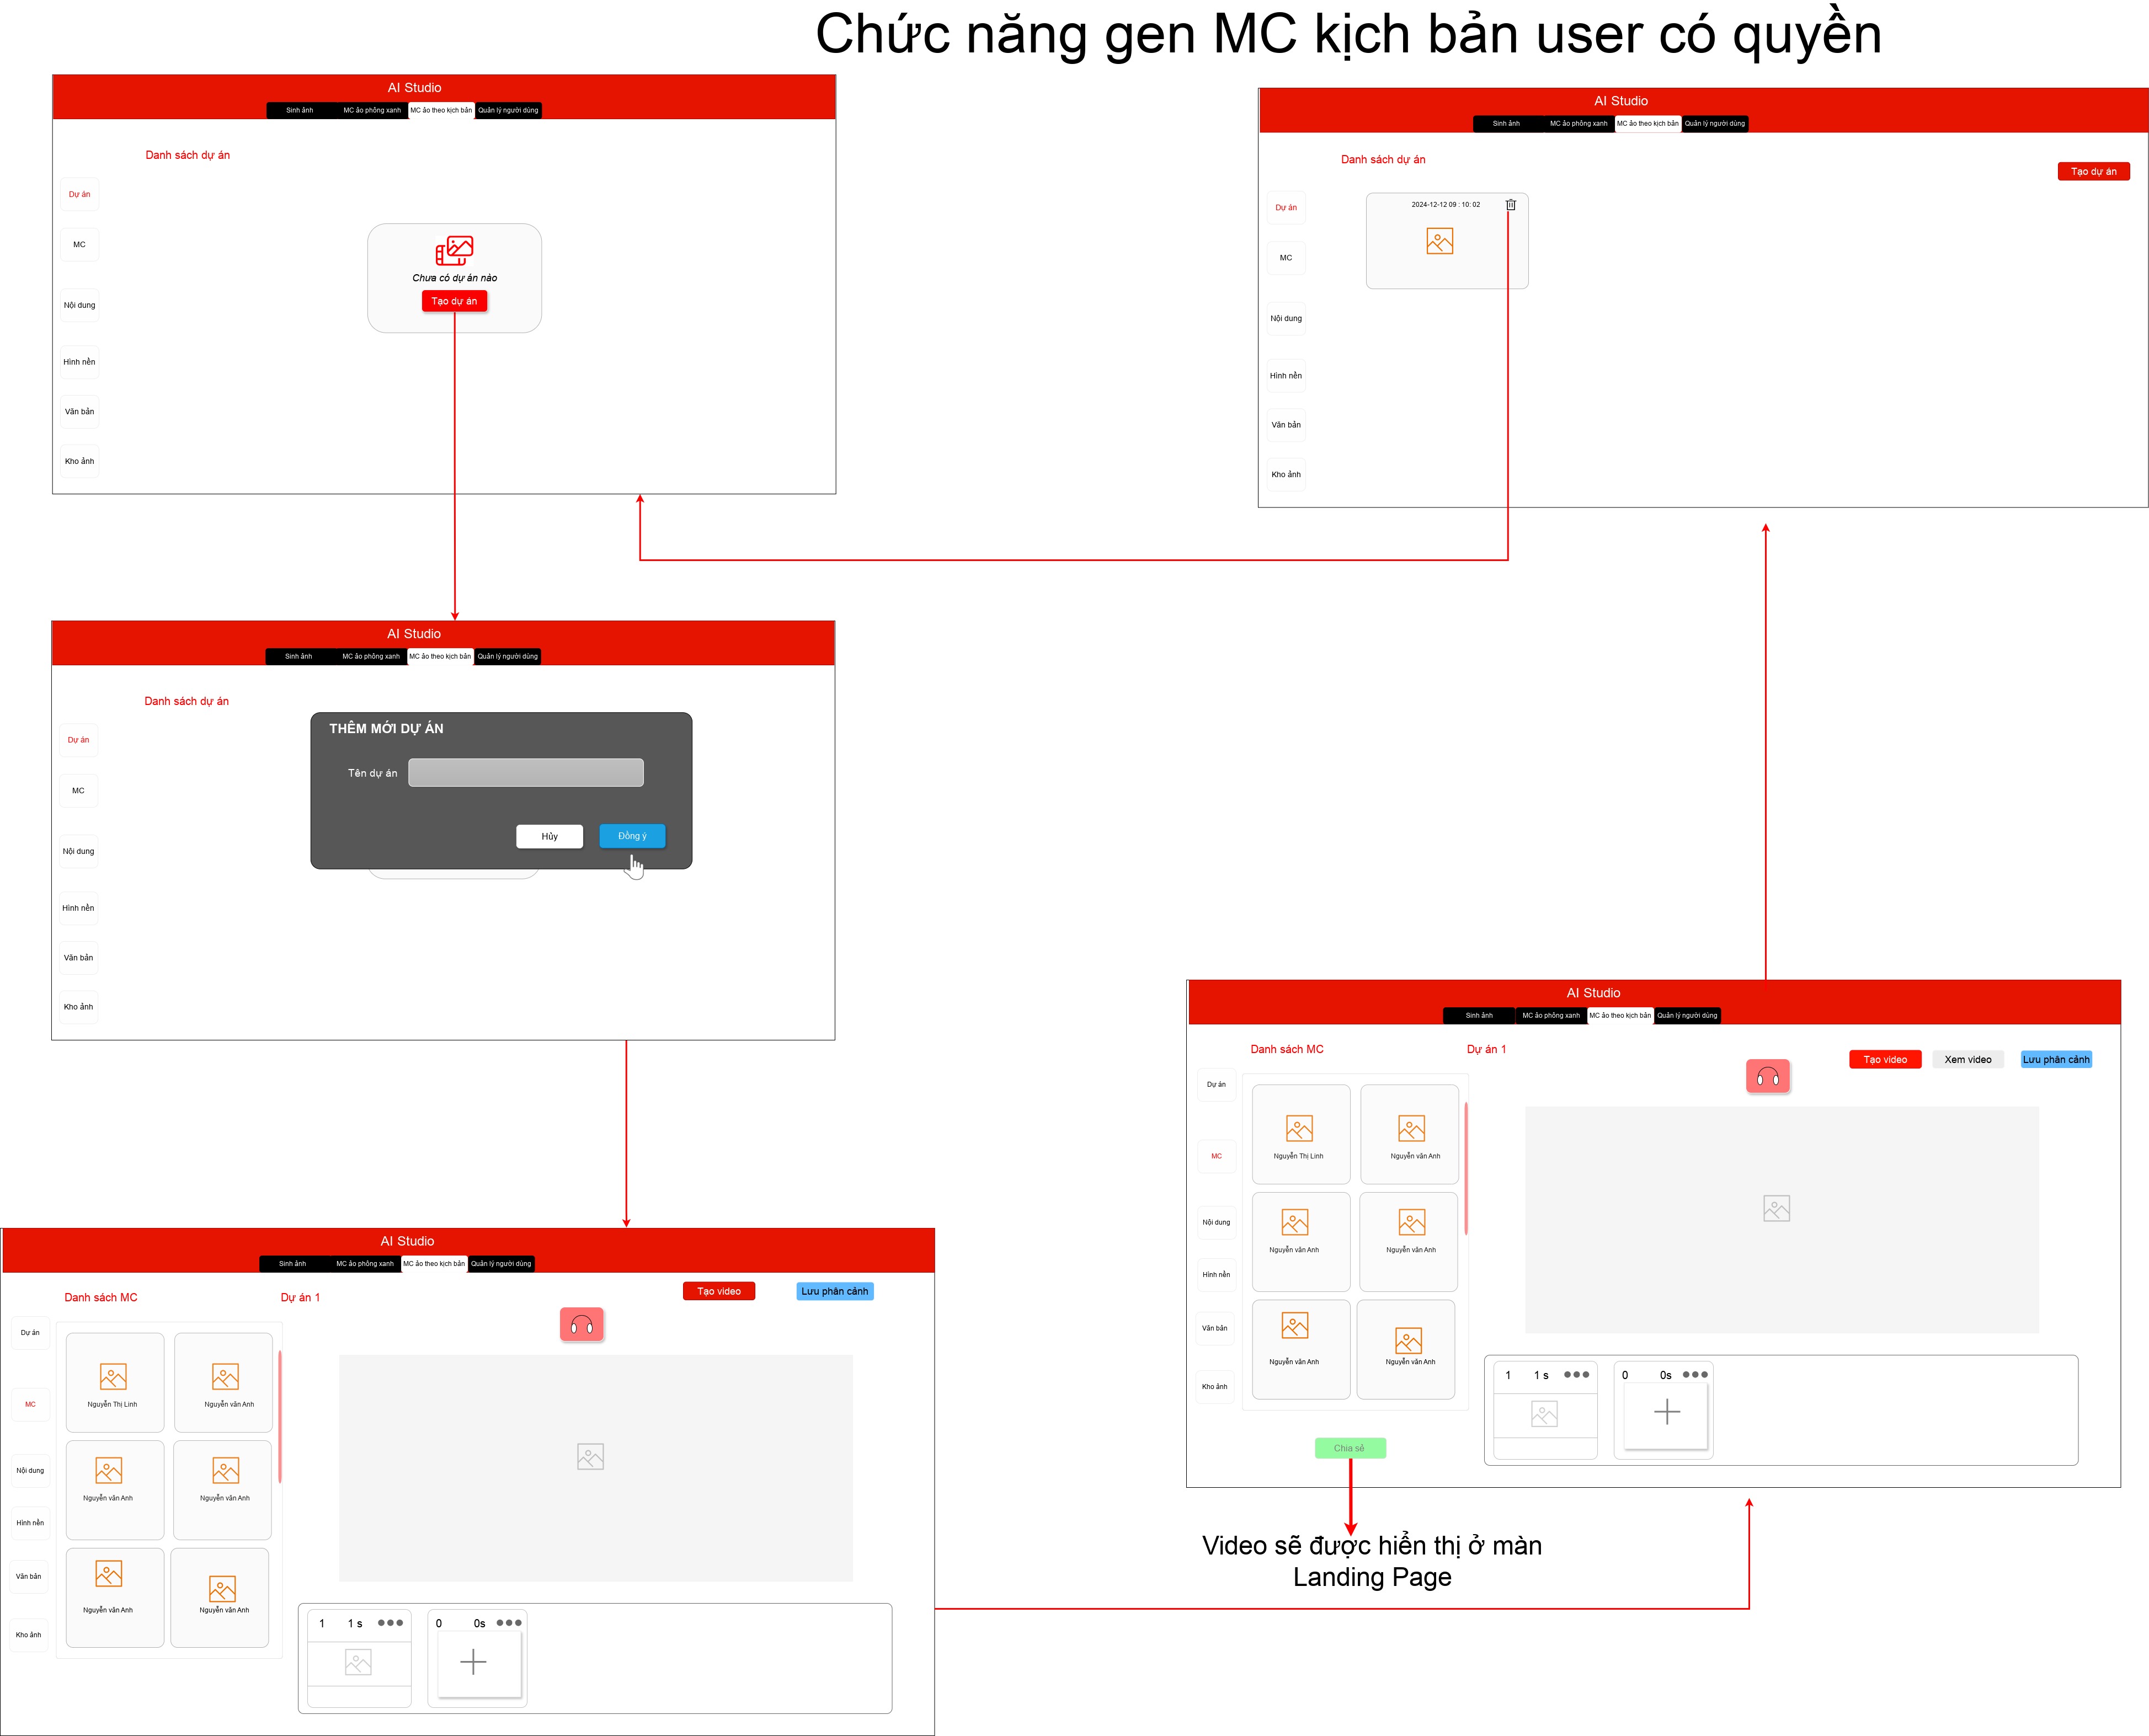 Chức năng gen MC kịch bản user có quyền
AI Studio
Sinh ảnh
MC ảo phông xanh
MC ảo theo kịch bản
Quản lý người dùng
Danh sách dự án
Dự án
MC
Nội dung
Hình nền
Văn bản
Kho ảnh
Chưa có dự án nào
Tạo dự án
AI Studio
Sinh ảnh
MC ảo phông xanh
MC ảo theo kịch bản
Quản lý người dùng
Danh sách dự án
Tạo dự án
Dự án
MC
Nội dung
Hình nền
Văn bản
Kho ảnh
2024-12-12 09 : 10: 02
AI Studio
Sinh ảnh
MC ảo phông xanh
MC ảo theo kịch bản
Quản lý người dùng
Danh sách dự án
Dự án
MC
Nội dung
Hình nền
Văn bản
Kho ảnh
THÊM MỚI DỰ ÁN
Tên dự án
Hủy
Đồng ý
AI Studio
Sinh ảnh
MC ảo phông xanh
MC ảo theo kịch bản
Quản lý người dùng
Danh sách MC
Dự án 1
Tạo video
Xem video
Lưu phân cảnh
Dự án
MC
Nội dung
Hình nền
Văn bản
Kho ảnh
Nguyễn Thị Linh
Nguyễn văn Anh
Nguyễn văn Anh
Nguyễn văn Anh
Nguyễn văn Anh
Nguyễn văn Anh
1 1 s
0 0s
Chia sẻ
Video sẽ được hiển thị ở màn
Landing Page
AI Studio
Sinh ảnh
MC ảo phông xanh
MC ảo theo kịch bản
Quản lý người dùng
Danh sách MC
Dự án 1
Tạo video
Lưu phân cảnh
Dự án
MC
Nội dung
Hình nền
Văn bản
Kho ảnh
Nguyễn Thị Linh
Nguyễn văn Anh
Nguyễn văn Anh
Nguyễn văn Anh
Nguyễn văn Anh
Nguyễn văn Anh
1 1 s
0 0s